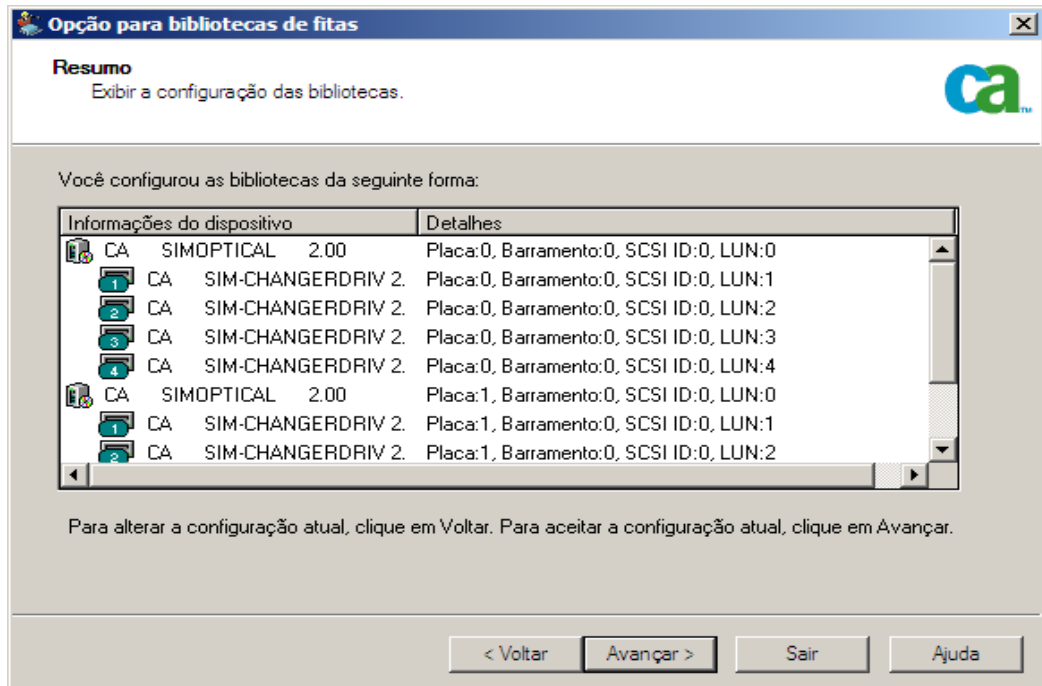 Opção para bibliotecas de fitas
Resumo
Exibir a configuração das bibliotecas.
ca
Você configurou as bibliotecas da seguinte forma:
Informações do dispositivo Detalhes
CA SIMOPTICAL 2.00 Placa:0, Barramento:0, SCSI ID:0, LUN:0
1 CA SIM-CHANGERDRIV 2. Placa:0, Barramento:0, SCSI ID:0, LUN:1
2 CA SIM-CHANGERDRIV 2. Placa:0, Barramento:0, SCSI ID:0, LUN:2
3 CA SIM-CHANGERDRIV 2. Placa:0, Barramento:0, SCSI ID:0, LUN:3
4 CA SIM-CHANGERDRIV 2. Placa:0, Barramento:0, SCSI ID:0, LUN:4
CA SIMOPTICAL 2.00 Placa:1, Barramento:0, SCSI ID:0, LUN:0
1 CA SIM-CHANGERDRIV 2. Placa:1, Barramento:0, SCSI ID:0, LUN:1
2 CA SIM-CHANGERDRIV 2. Placa:1, Barramento:0, SCSI ID:0, LUN:2
Para alterar a configuração atual, clique em Voltar. Para aceitar a configuração atual, clique em Avançar.
< Voltar Avançar > Sair Ajuda